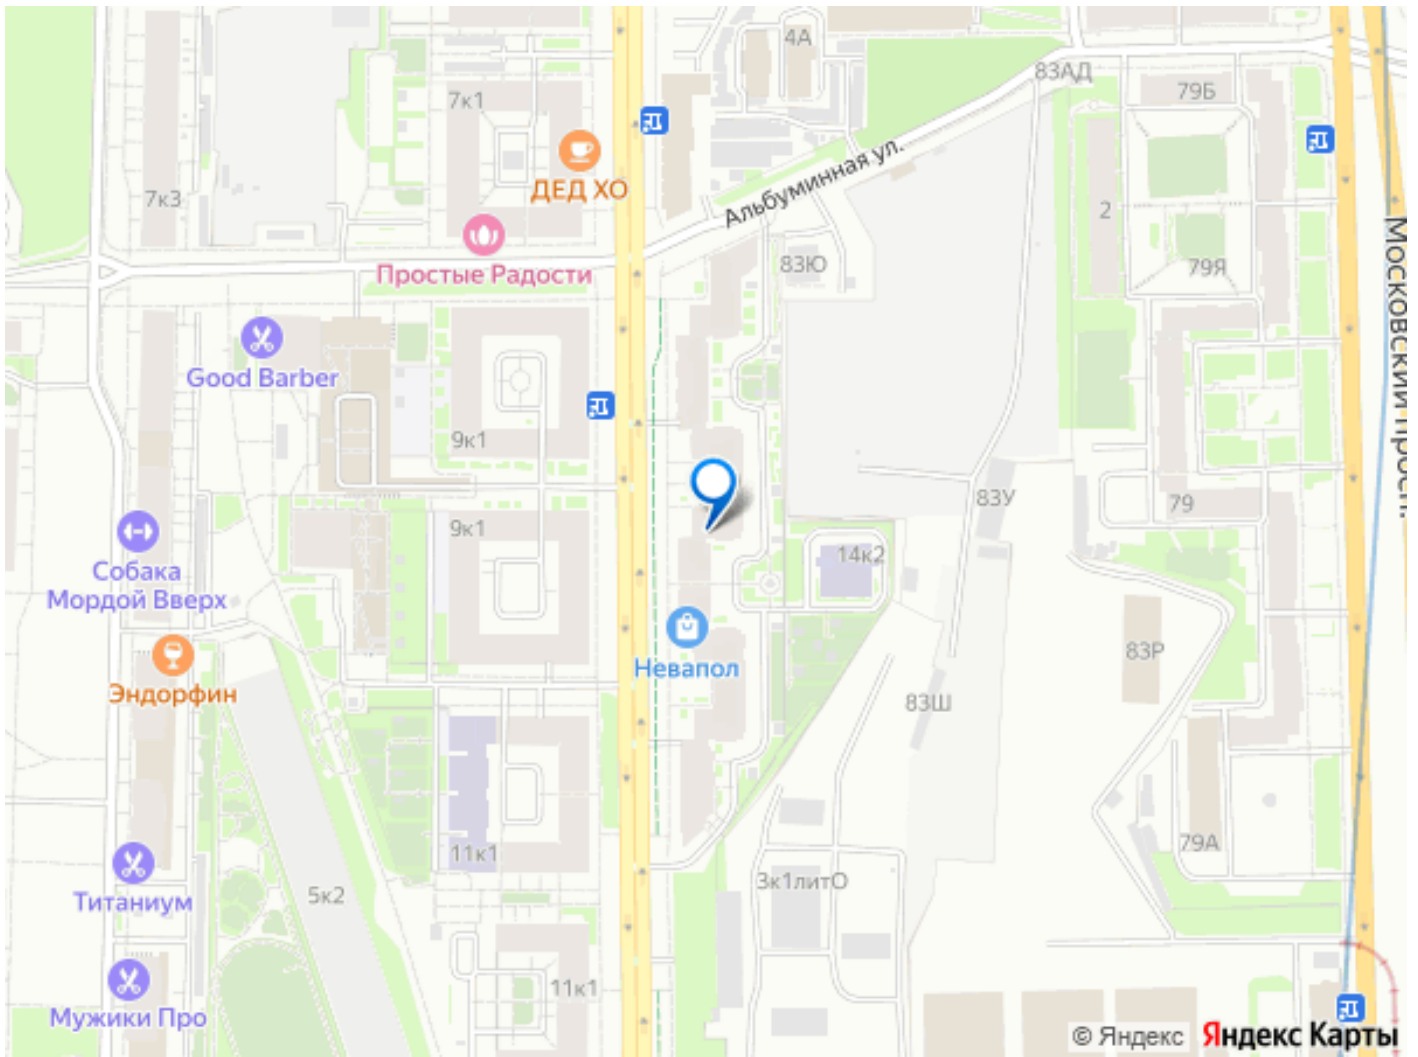 4А
83АД
79Б
7к1
ДЕД ХО
7к3
Альбуминная ул.
2
Простые Радости
83Ю
79Я
Московский просп.
Good Barber
9к1
83У
79
9к1
14к2
Собака
Мордой Вверх
Невапол
83Р
Эндорфин
83Ш
79А
11к1
3к1литО
Титаниум
5к2
11к1
Мужики Про
© Яндекс Яндекс Карты